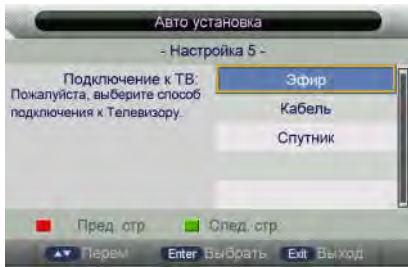 Авто установка
- Настройка 5 -
Подключение к ТВ:
Пожалуйста, выберите способ
подключения к Телевизору.
Эфир
Кабель
Спутник
Пред. стр. След. стр.
Перем Enter Выбрать Exit Выход